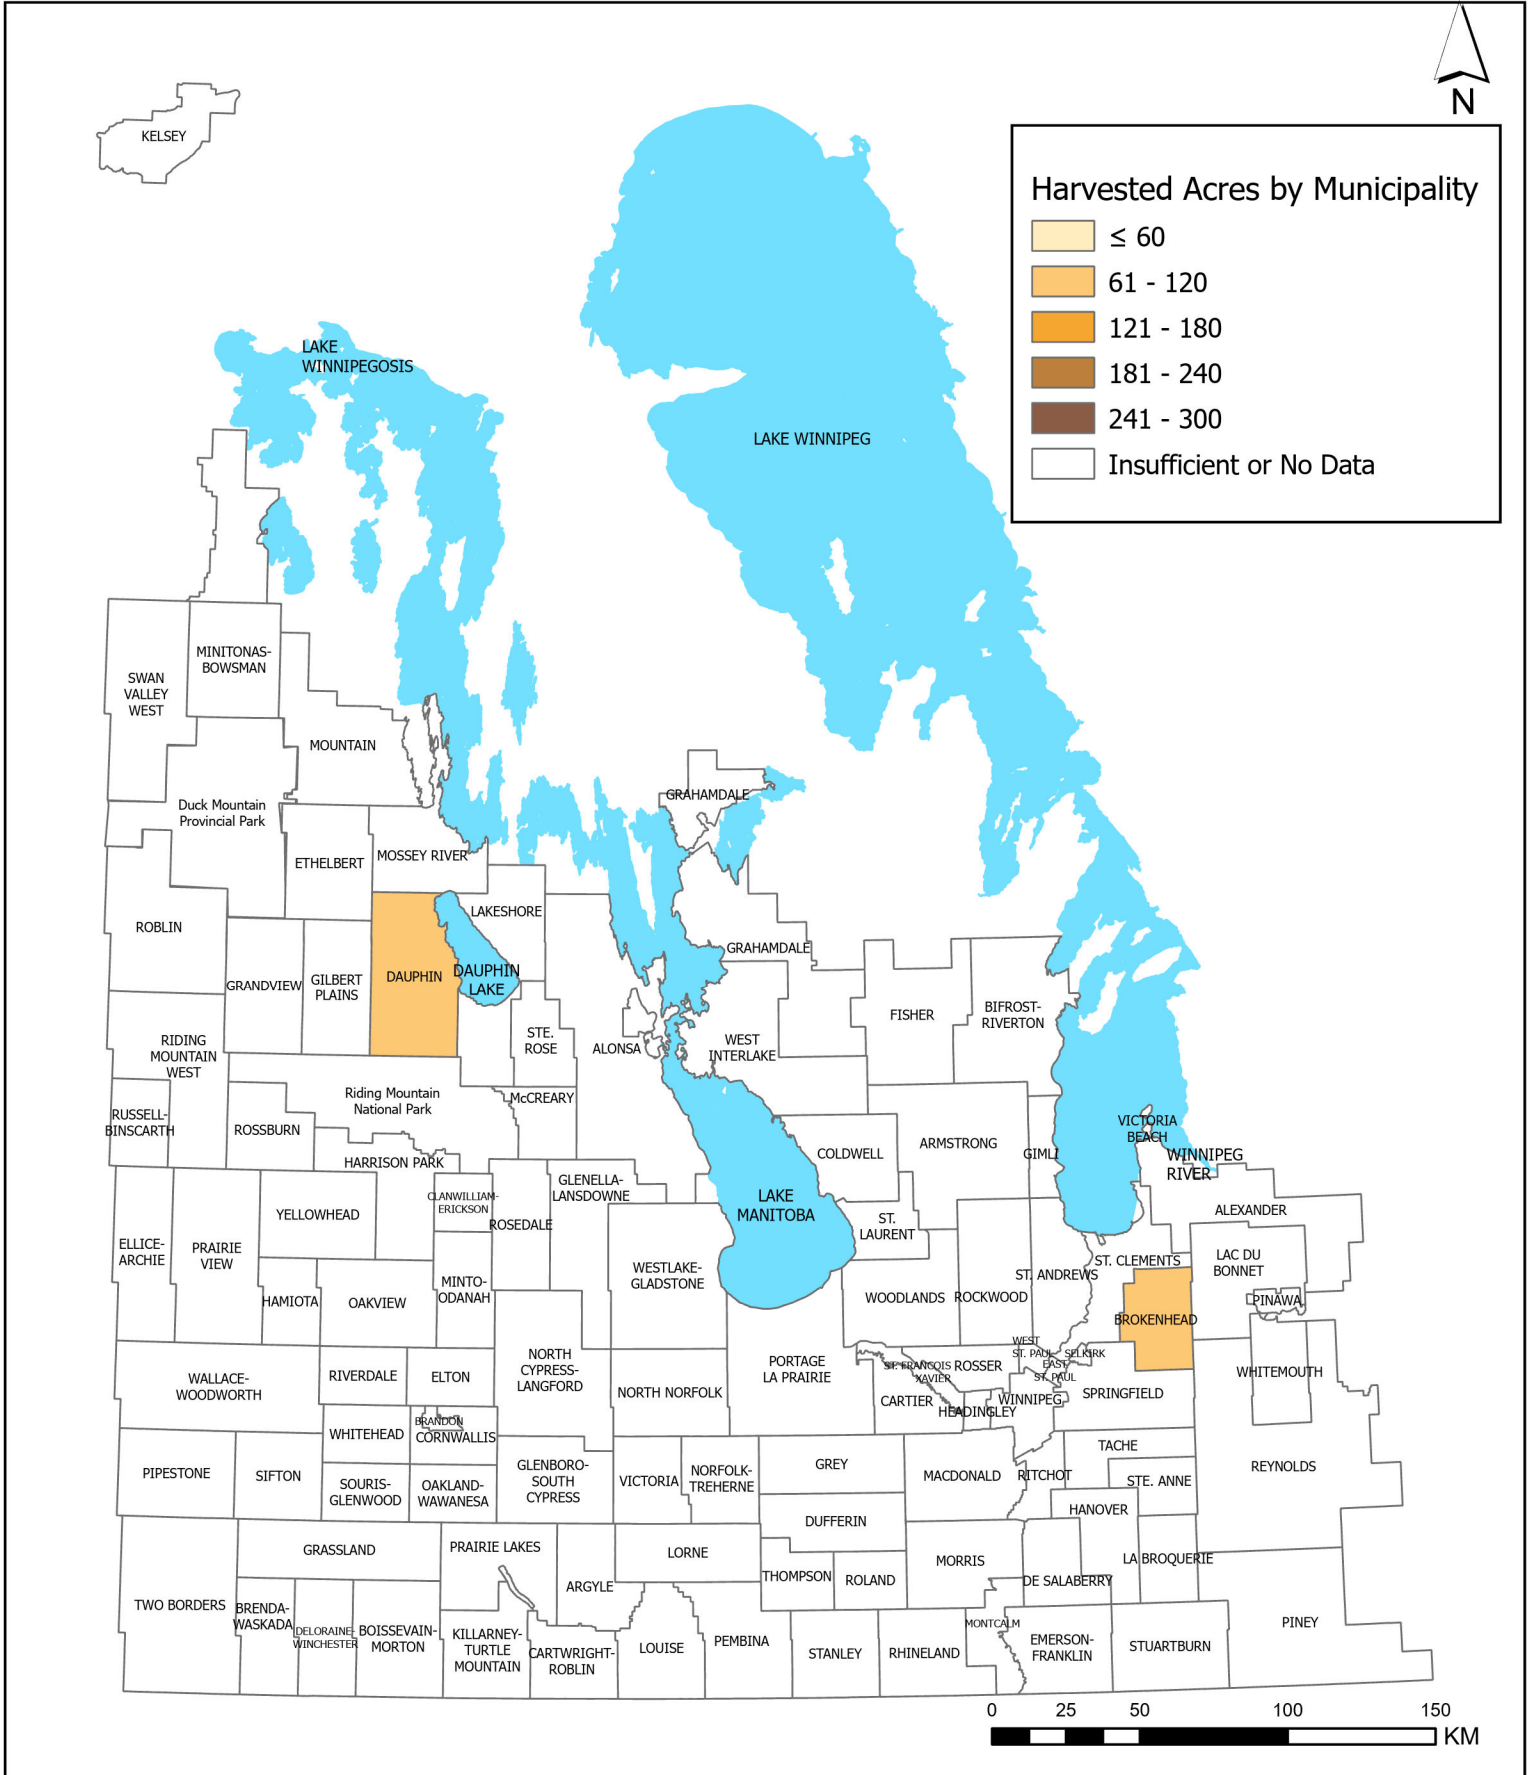 N
KELSEY
Harvested Acres by Municipality
≤ 60
61 - 120
121 - 180
181 - 240
241 - 300
Insufficient or No Data
LAKE
WINNIPEGOSIS
LAKE WINNIPEG
MINITONAS-
BOWSMAN
SWAN
VALLEY
WEST
MOUNTAIN
Duck Mountain
Provincial Park
GRAHAMDALE
ETHELBERT
MOSSEY RIVER
ROBLIN
LAKESHORE
GRAHAMDALE
GRANDVIEW
GILBERT
PLAINS
DAUPHIN
DAUPHIN
LAKE
FISHER
BIFROST-
RIVERTON
STE.
ROSE
ALONSA
WEST
INTERLAKE
RIDING
MOUNTAIN
WEST
Riding Mountain
National Park
McCREARY
RUSSELL-
BINSCARTH
ROSSBURN
VICTORIA
BEACH
ARMSTRONG
COLDWELL
GIMLI
WINNIPEG
RIVER
HARRISON PARK
GLENELLA-
LANSDOWNE
CLANWILLIAM-
ERICKSON
LAKE
MANITOBA
YELLOWHEAD
ROSEDALE
ST.
LAURENT
ALEXANDER
ELLICE-
ARCHIE
PRAIRIE
VIEW
LAC DU
BONNET
ST. CLEMENTS
WESTLAKE-
GLADSTONE
ST. ANDREWS
MINTO-
ODANAH
HAMIOTA
OAKVIEW
WOODLANDS
ROCKWOOD
PINAWA
BROKENHEAD
WEST
ST. PAUL
SELKIRK
NORTH
CYPRESS-
LANGFORD
PORTAGE
LA PRAIRIE
ST. FRANCOIS
XAVIER
ROSSER
EAST
ST. PAUL
WHITEMOUTH
WALLACE-
WOODWORTH
RIVERDALE
ELTON
NORTH NORFOLK
SPRINGFIELD
CARTIER
HEADINGLEY
WINNIPEG
BRANDON
WHITEHEAD
CORNWALLIS
TACHE
PIPESTONE
SIFTON
SOURIS-
GLENWOOD
OAKLAND-
WAWANESA
GLENBORO-
SOUTH
CYPRESS
VICTORIA
NORFOLK-
TREHERNE
GREY
MACDONALD
RITCHOT
STE. ANNE
REYNOLDS
HANOVER
DUFFERIN
GRASSLAND
PRAIRIE LAKES
LORNE
MORRIS
LA BROQUERIE
ARGYLE
THOMPSON
ROLAND
DE SALABERRY
TWO BORDERS
BRENDA-
WASKADA
DELORAINE-
WINCHESTER
BOISSEVAIN-
MORTON
KILLARNEY-
TURTLE
MOUNTAIN
CARTWRIGHT-
ROBLIN
LOUISE
PEMBINA
STANLEY
RHINELAND
MONTCALM
EMERSON-
FRANKLIN
STUARTBURN
PINEY
0 25 50 100 150
KM